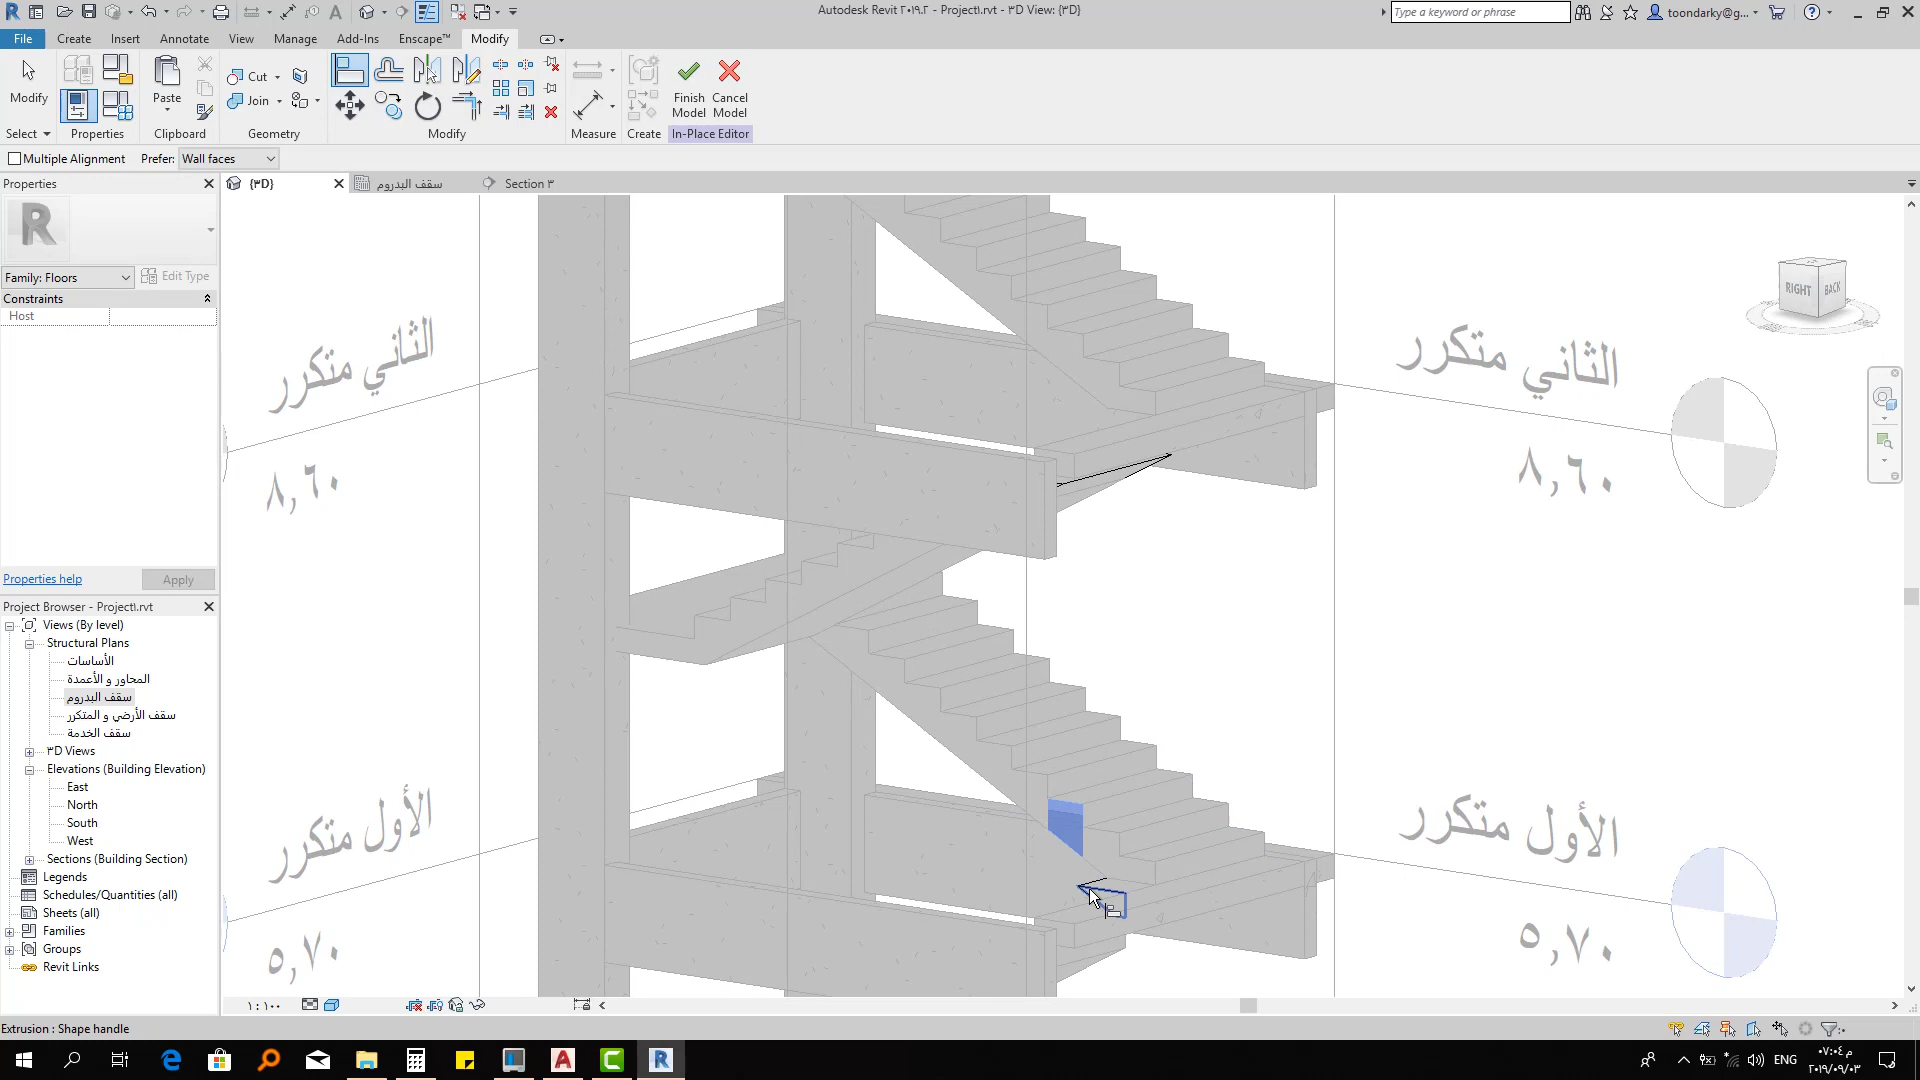 Autodesk Revit ٢٠١٩.٢ - Project١.rvt - ٣D View: {٣D}
Type a keyword or phrase
toondarky@g...
File
Create
Insert
Annotate
View
Manage
Add-Ins
Enscape™
Modify
Modify
Paste
Cut
Join
Finish Model
Cancel Model
Select
Properties
Clipboard
Geometry
Modify
Measure
Create
In-Place Editor
Multiple Alignment
Prefer:
Wall faces
Properties
{٣D}
سقف البدروم
Section ٣
Family: Floors
Edit Type
Constraints
Host
Properties help
Apply
Project Browser - Project١.rvt
Views (By level)
Structural Plans
الأساسات
المحاور و الأعمدة
سقف البدروم
سقف الأرضي و المتكرر
سقف الخدمة
٣D Views
Elevations (Building Elevation)
East
North
South
West
Sections (Building Section)
Legends
Schedules/Quantities (all)
Sheets (all)
Families
Groups
Revit Links
الثاني متكرر
٨,٦٠
الثاني متكرر
٨,٦٠
الأول متكرر
٥,٧٠
الأول متكرر
٥,٧٠
RIGHT
BACK
١ : ١٠٠
Extrusion : Shape handle
ENG
٠٧:٠٤ م
٢٠١٩/٠٩/٠٣